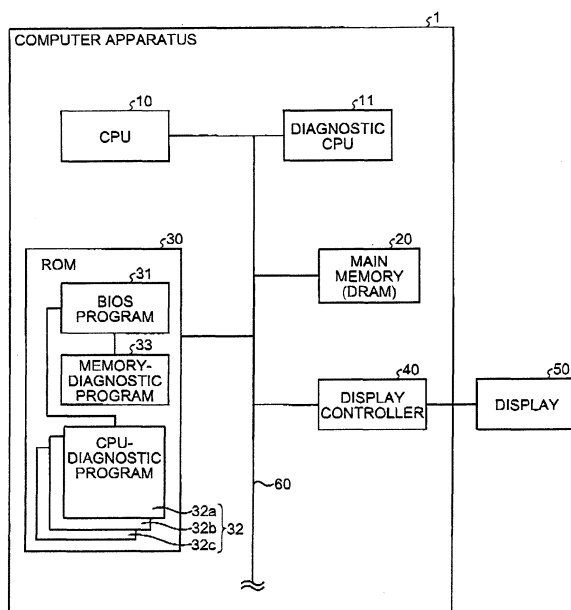 1
COMPUTER APPARATUS
10
CPU
11
DIAGNOSTIC
CPU
30
ROM
31
BIOS
PROGRAM
33
MEMORY-
DIAGNOSTIC
PROGRAM
CPU-
DIAGNOSTIC
PROGRAM
32a
32b
32c
32
20
MAIN
MEMORY
(DRAM)
40
DISPLAY
CONTROLLER
50
DISPLAY
60